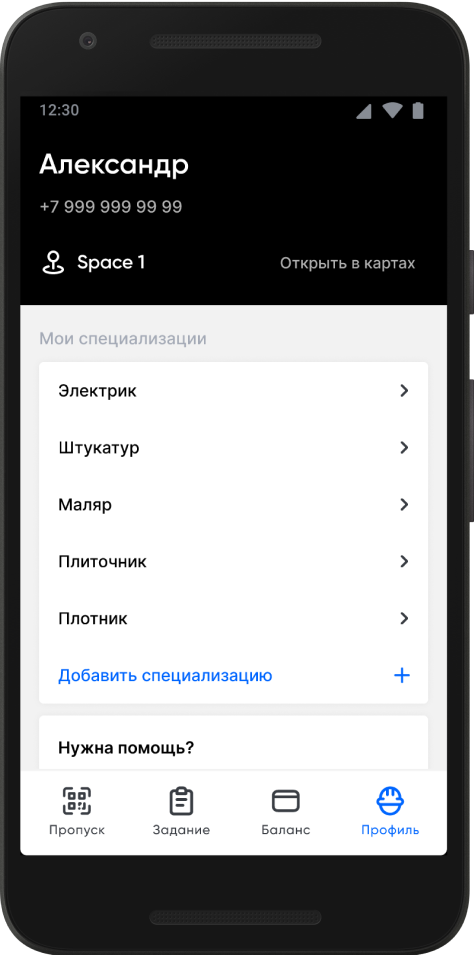 12:30
Александр
+7 999 999 99 99
Space 1
Открыть в картах
Мои специализации
Электрик
Штукатур
Маляр
Плиточник
Плотник
Добавить специализацию
Нужна помощь?
Пропуск
Задание
Баланс
Профиль